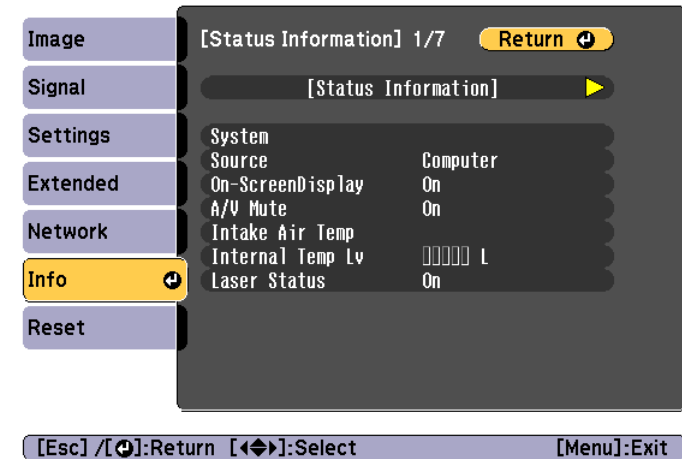 Image
Signal
Settings
Extended
Network
Info
Reset
[Status Information] 1/7 Return
[Status Information]
System
Source Computer
On-ScreenDisplay On
A/V Mute On
Intake Air Temp
Internal Temp Lv ▯▯▯▯▯ L
Laser Status On
[Esc] /[⏎]:Return [◂◆▸]:Select [Menu]:Exit